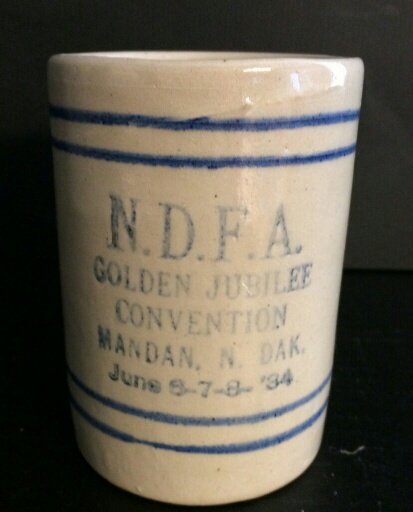 N.D.F.A.
GOLDEN JUBILEE
CONVENTION
MANDAN, N. DAK.
June 6-7-8-'34